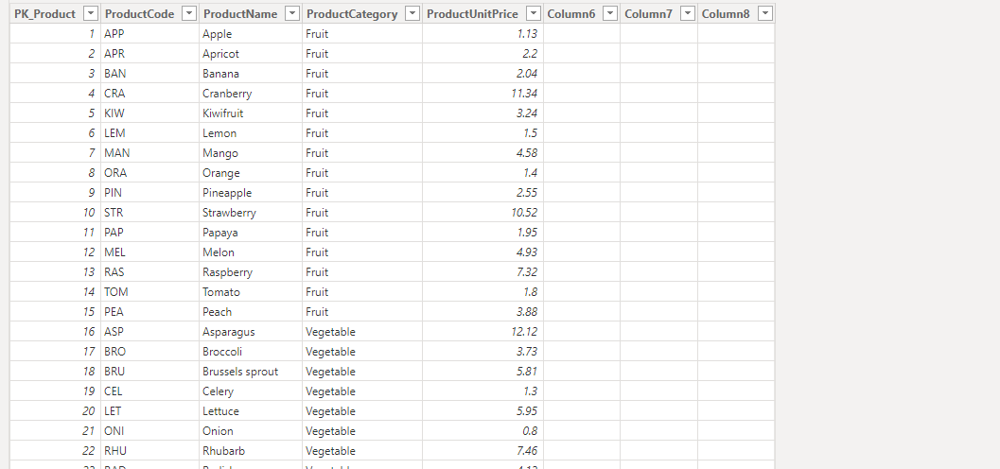 PK_Product ProductCode ProductName ProductCategory ProductUnitPrice Column6 Column7 Column8
1 APP Apple Fruit 1.13
2 APR Apricot Fruit 2.2
3 BAN Banana Fruit 2.04
4 CRA Cranberry Fruit 11.34
5 KIW Kiwifruit Fruit 3.24
6 LEM Lemon Fruit 1.5
7 MAN Mango Fruit 4.58
8 ORA Orange Fruit 1.4
9 PIN Pineapple Fruit 2.55
10 STR Strawberry Fruit 10.52
11 PAP Papaya Fruit 1.95
12 MEL Melon Fruit 4.93
13 RAS Raspberry Fruit 7.32
14 TOM Tomato Fruit 1.8
15 PEA Peach Fruit 3.88
16 ASP Asparagus Vegetable 12.12
17 BRO Broccoli Vegetable 3.73
18 BRU Brussels sprout Vegetable 5.81
19 CEL Celery Vegetable 1.3
20 LET Lettuce Vegetable 5.95
21 ONI Onion Vegetable 0.8
22 RHU Rhubarb Vegetable 7.46